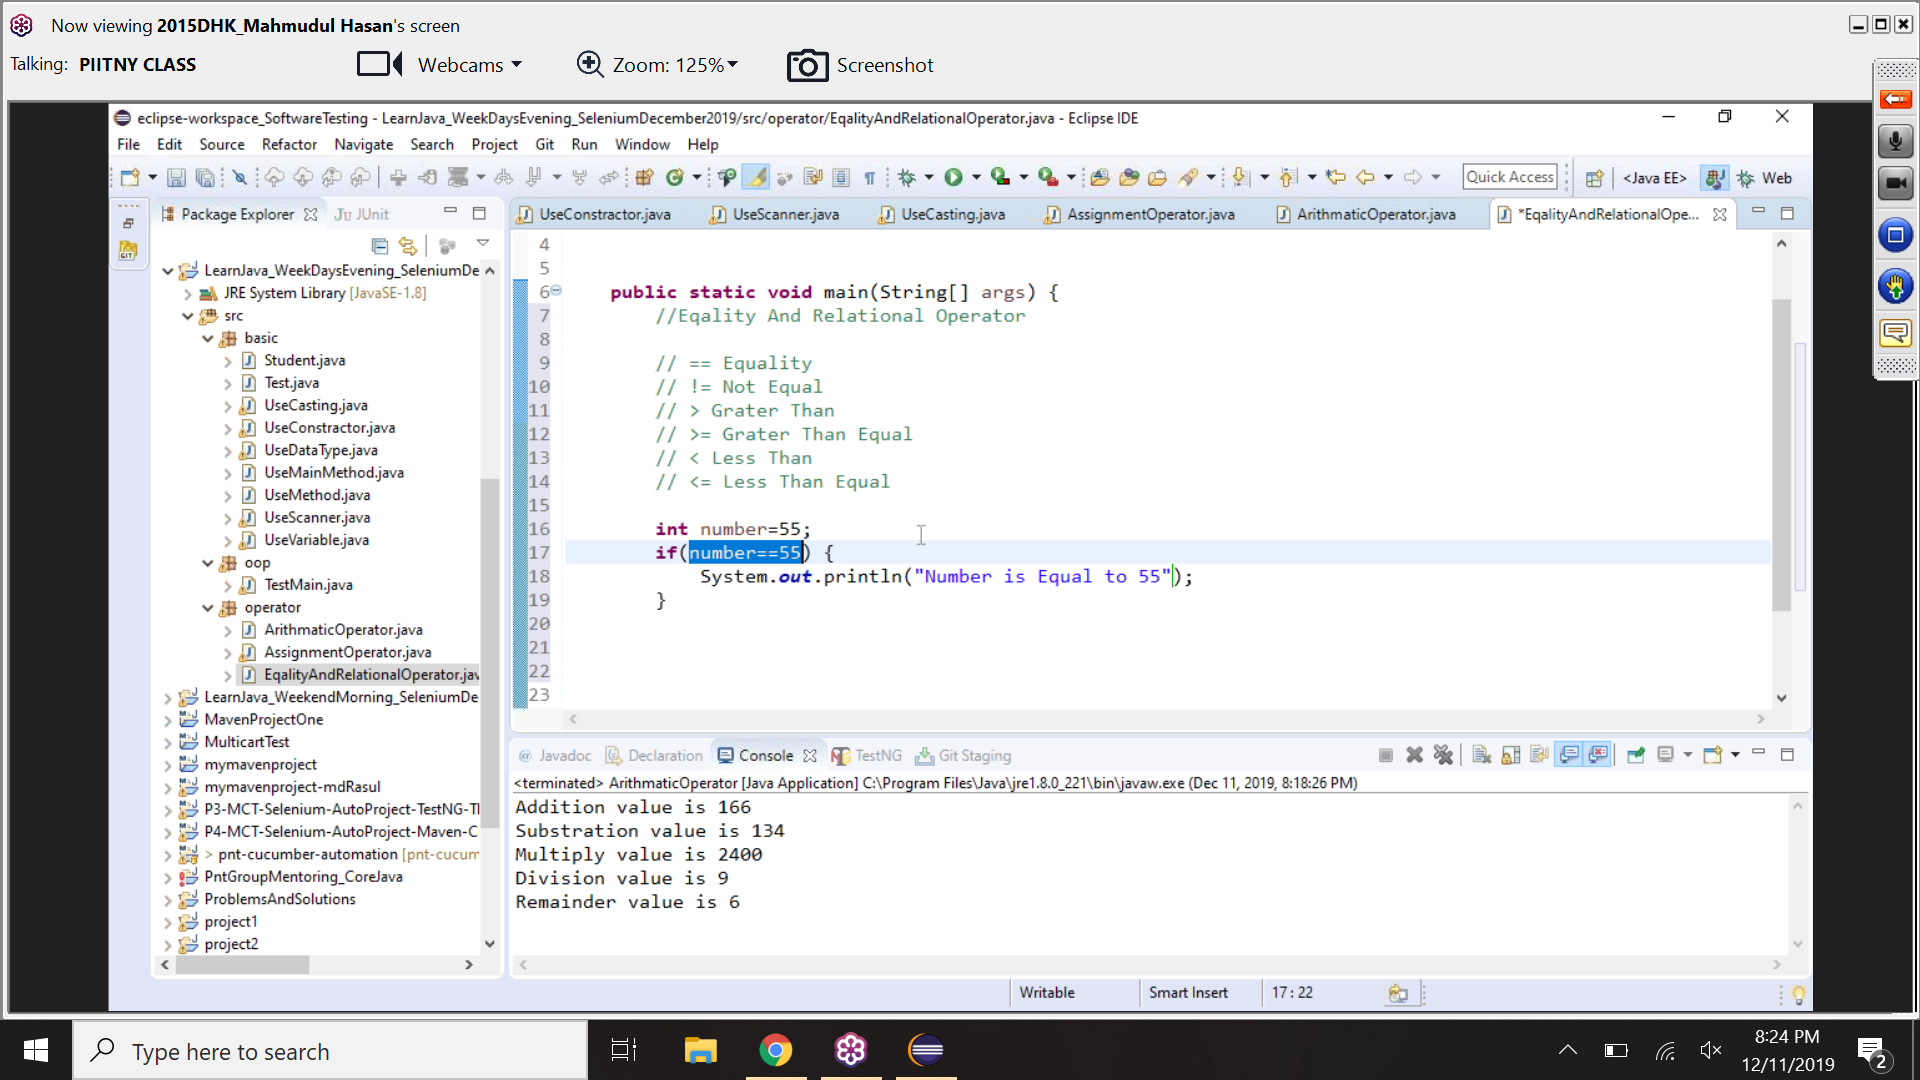 Now viewing 2015DHK_Mahmudul Hasan's screen
Talking: PIITNY CLASS
Webcams
Zoom: 125%
Screenshot
eclipse-workspace_SoftwareTesting - LearnJava_WeekDaysEvening_SeleniumDecember2019/src/operator/EqalityAndRelationalOperator.java - Eclipse IDE
File Edit Source Refactor Navigate Search Project Git Run Window Help
Quick Access
<Java EE>
Web
Package Explorer
JUnit
UseConstractor.java
UseScanner.java
UseCasting.java
AssignmentOperator.java
ArithmaticOperator.java
*EqalityAndRelationalOpe...
LearnJava_WeekDaysEvening_SeleniumDe
JRE System Library [JavaSE-1.8]
src
basic
Student.java
Test.java
UseCasting.java
UseConstractor.java
UseDataType.java
UseMainMethod.java
UseMethod.java
UseScanner.java
UseVariable.java
oop
TestMain.java
operator
ArithmaticOperator.java
AssignmentOperator.java
EqalityAndRelationalOperator.jav
LearnJava_WeekendMorning_SeleniumDe
MavenProjectOne
MulticartTest
mymavenproject
mymavenproject-mdRasul
P3-MCT-Selenium-AutoProject-TestNG-TI
P4-MCT-Selenium-AutoProject-Maven-C
> pnt-cucumber-automation [pnt-cucum
PntGroupMentoring_CoreJava
ProblemsAndSolutions
project1
project2
4
5
6 public static void main(String[] args) {
7 //Eqality And Relational Operator
8
9 // == Equality
10 // != Not Equal
11 // > Grater Than
12 // >= Grater Than Equal
13 // < Less Than
14 // <= Less Than Equal
15
16 int number=55;
17 if(number==55) {
18 System.out.println("Number is Equal to 55");
19 }
20
21
22
23
Javadoc
Declaration
Console
TestNG
Git Staging
<terminated> ArithmaticOperator [Java Application] C:\Program Files\Java\jre1.8.0_221\bin\javaw.exe (Dec 11, 2019, 8:18:26 PM)
Addition value is 166
Substration value is 134
Multiply value is 2400
Division value is 9
Remainder value is 6
Writable
Smart Insert
17 : 22
Type here to search
8:24 PM
12/11/2019
2